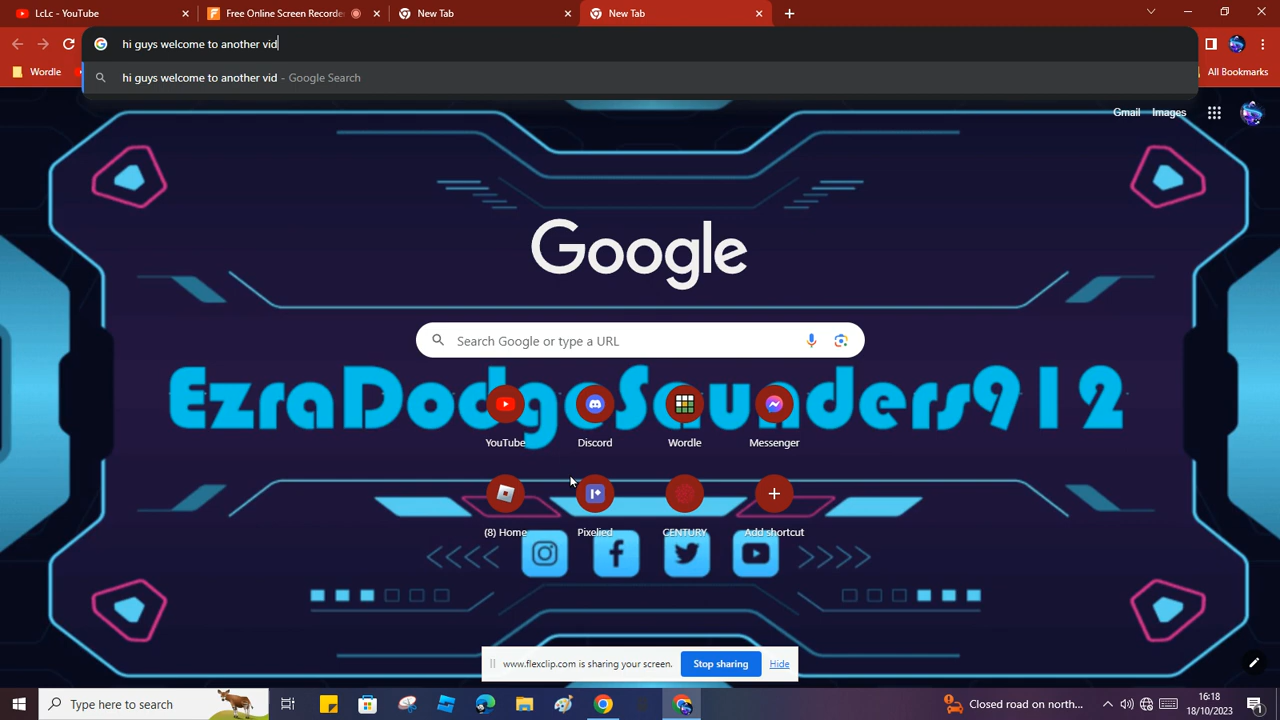 LcLc - YouTube
Free Online Screen Recorde
New Tab
New Tab
hi guys welcome to another vid
Wordle
hi guys welcome to another vid - Google Search
All Bookmarks
Gmail Images
Google
Search Google or type a URL
EzraDodgeSaunders912
YouTube Discord Wordle Messenger
(8) Home Pixelied CENTURY Add shortcut
www.flexclip.com is sharing your screen. Stop sharing Hide
Type here to search
Closed road on north...
16:18
18/10/2023
1